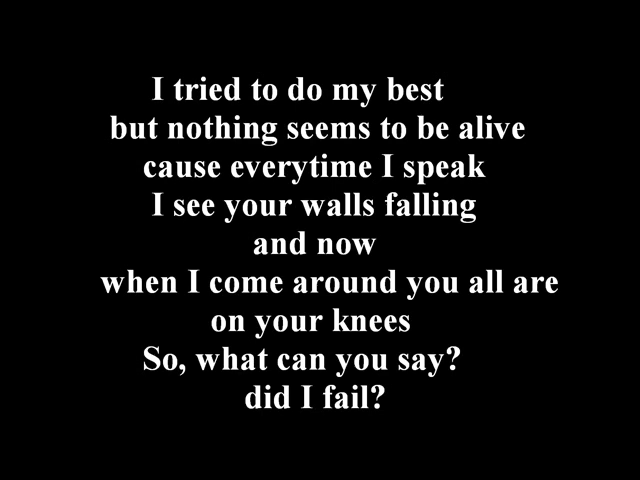 I tried to do my best
but nothing seems to be alive
cause everytime I speak
I see your walls falling
and now
when I come around you all are
on your knees
So, what can you say?
did I fail?